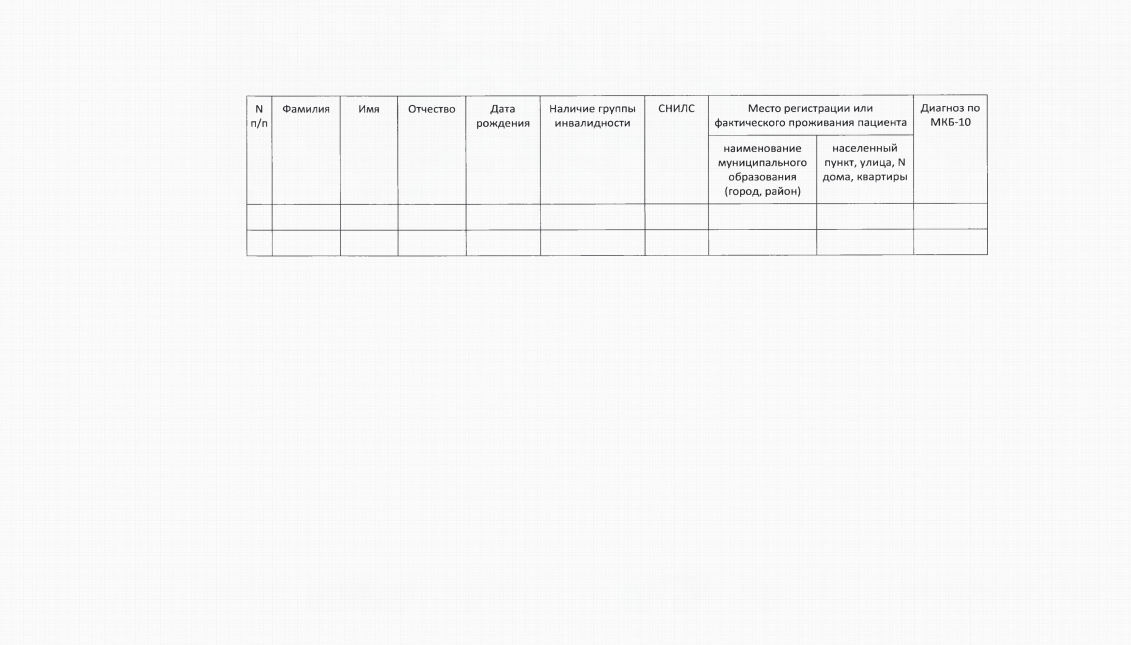 N
п/п
Фамилия
Имя
Отчество
Дата
рождения
Наличие группы
инвалидности
СНИЛС
Место регистрации или
фактического проживания пациента
наименование
муниципального
образования
(город, район)
населенный
пункт, улица, N
дома, квартиры
Диагноз по
МКБ-10